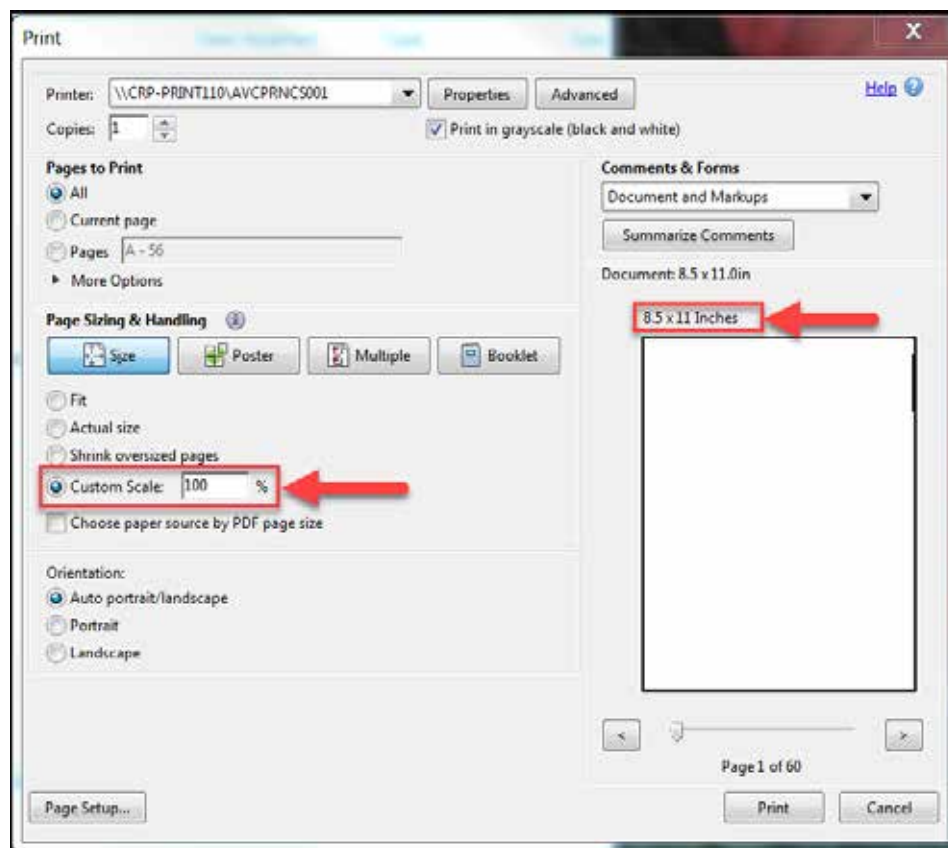 Print
X
Printer: \\CRP-PRINT110\AVCPRNCS001 Properties Advanced Help
Copies: 1 Print in grayscale (black and white)
Pages to Print
All
Current page
Pages A - 56
More Options
Page Sizing & Handling
Size Poster Multiple Booklet
Fit
Actual size
Shrink oversized pages
Custom Scale: 100 %
Choose paper source by PDF page size
Orientation:
Auto portrait/landscape
Portrait
Landscape
Comments & Forms
Document and Markups
Summarize Comments
Document: 8.5 x 11.0in
8.5 x 11 Inches
< >
Page 1 of 60
Page Setup... Print Cancel